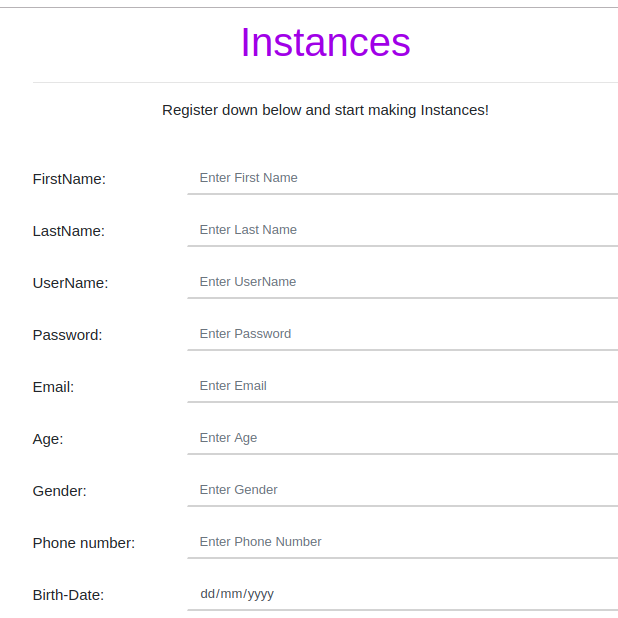 Instances
Register down below and start making Instances!
FirstName: Enter First Name
LastName: Enter Last Name
UserName: Enter UserName
Password: Enter Password
Email: Enter Email
Age: Enter Age
Gender: Enter Gender
Phone number: Enter Phone Number
Birth-Date: dd/mm/yyyy